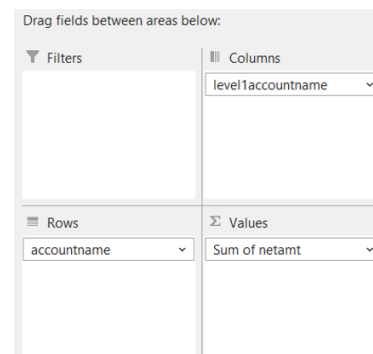 Drag fields between areas below:
Filters
Columns
level1accountname
Rows
accountname
Σ Values
Sum of netamt